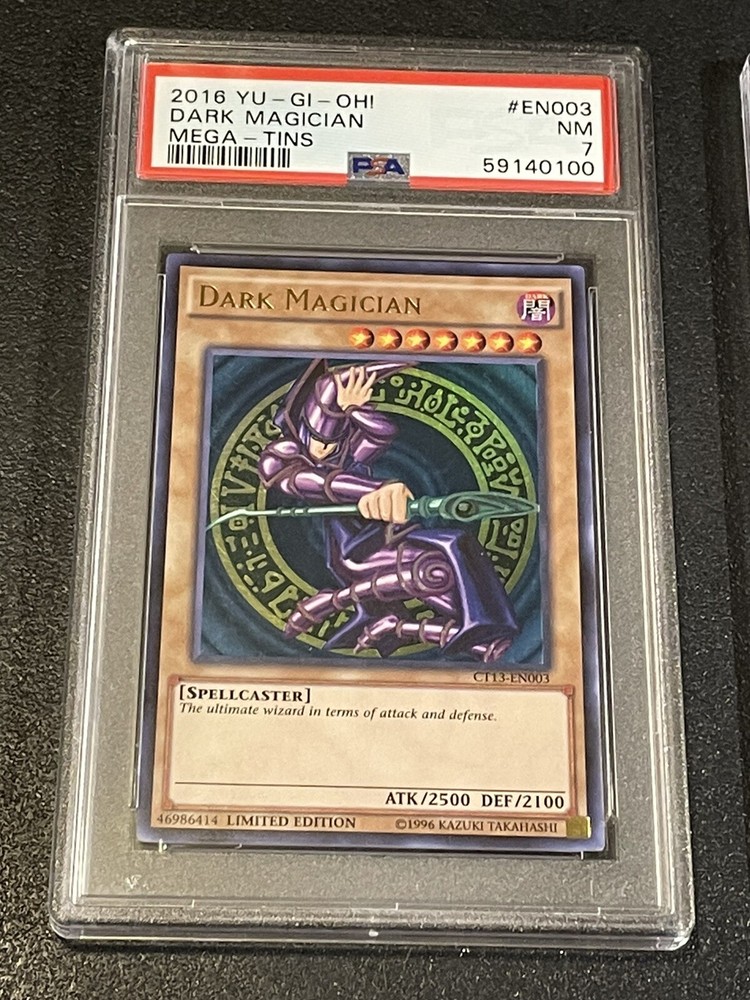 2016 YU-GI-OH! #EN003
DARK MAGICIAN NM
MEGA-TINS 7
PSA 59140100
DARK MAGICIAN
DARK
闇
CT13-EN003
[SPELLCASTER]
The ultimate wizard in terms of attack and defense.
ATK/2500 DEF/2100
46986414 LIMITED EDITION ©1996 KAZUKI TAKAHASHI